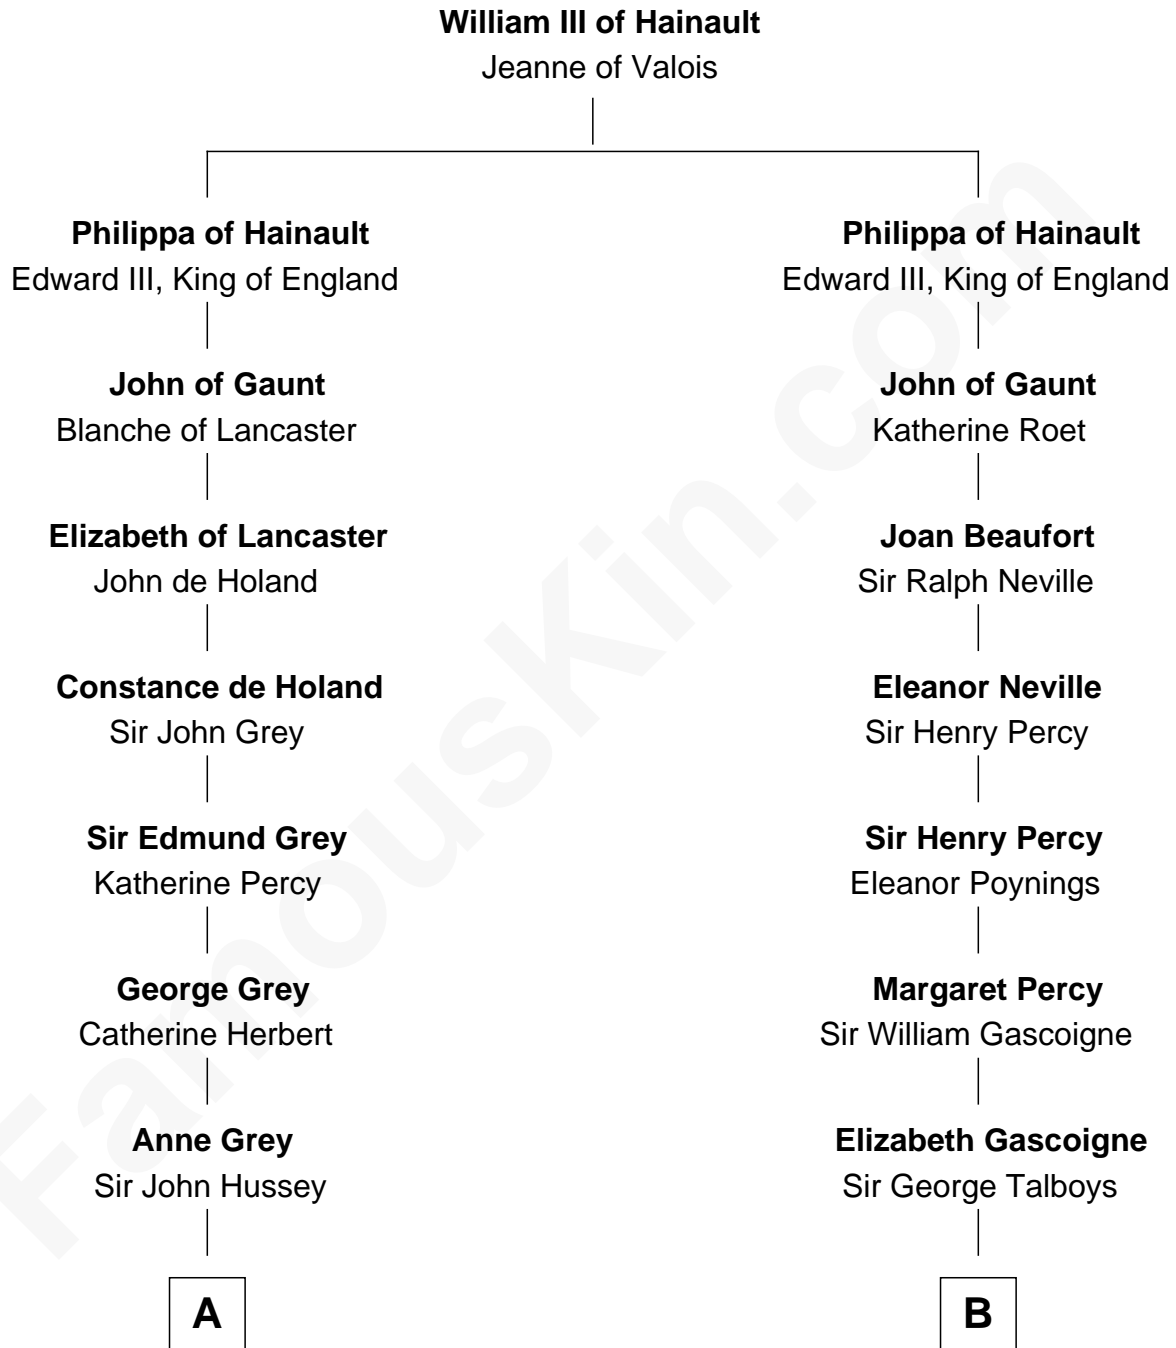 William III of Hainault
Jeanne of Valois
Philippa of Hainault
Edward III, King of England
John of Gaunt
Blanche of Lancaster
Elizabeth of Lancaster
John de Holand
Constance de Holand
Sir John Grey
Sir Edmund Grey
Katherine Percy
George Grey
Catherine Herbert
Anne Grey
Sir John Hussey
A
Philippa of Hainault
Edward III, King of England
John of Gaunt
Katherine Roet
Joan Beaufort
Sir Ralph Neville
Eleanor Neville
Sir Henry Percy
Sir Henry Percy
Eleanor Poynings
Margaret Percy
Sir William Gascoigne
Elizabeth Gascoigne
Sir George Talboys
B
FamousKin.com